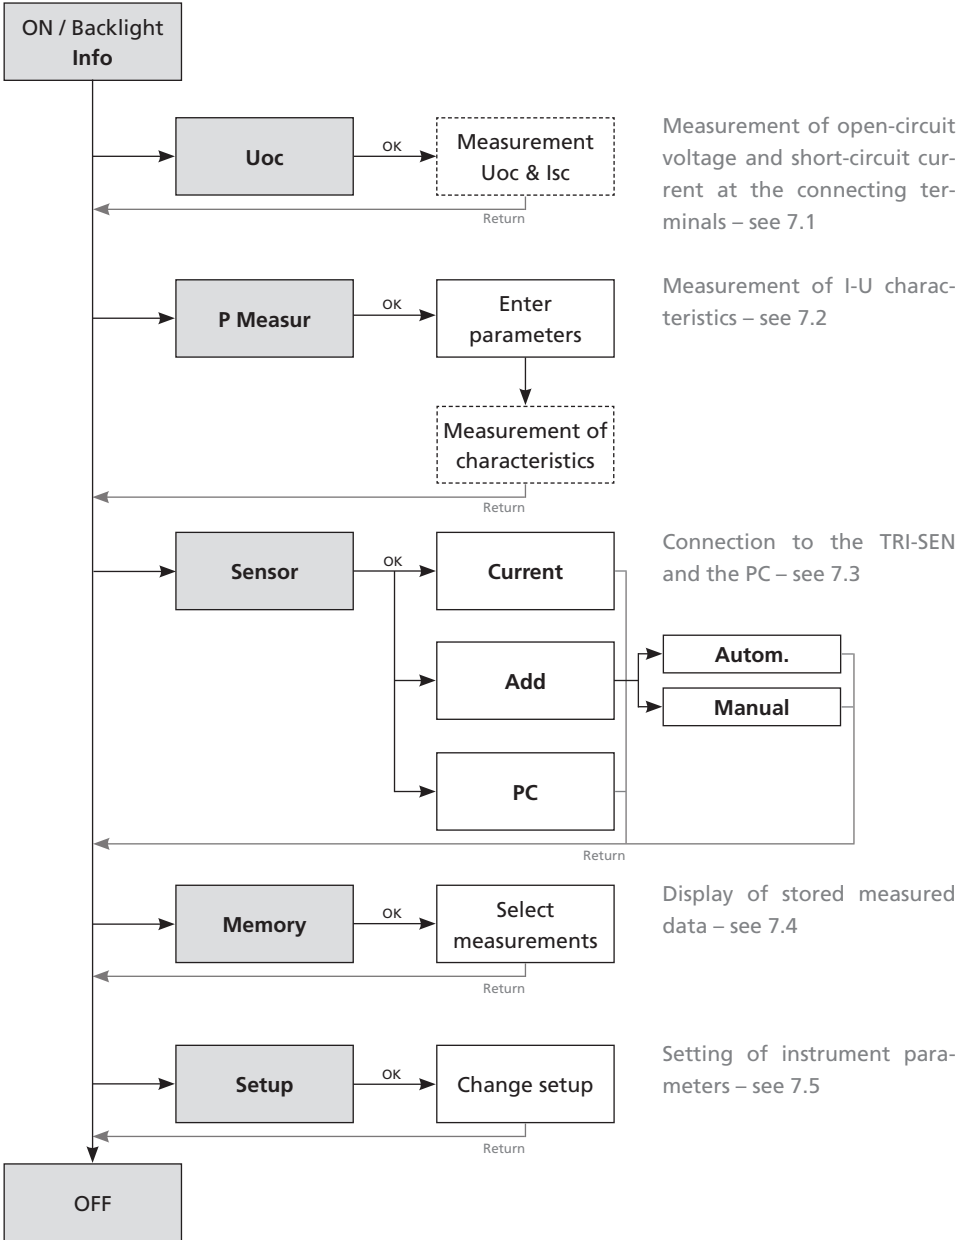 ON / Backlight
Info
Uoc
OK
Measurement
Uoc & Isc
Return
Measurement of open-circuit
voltage and short-circuit cur-
rent at the connecting ter-
minals – see 7.1
P Measur
OK
Enter
parameters
Measurement of
characteristics
Return
Measurement of I-U charac-
teristics – see 7.2
Sensor
OK
Current
Add
PC
Autom.
Manual
Return
Connection to the TRI-SEN
and the PC – see 7.3
Memory
OK
Select
measurements
Return
Display of stored measured
data – see 7.4
Setup
OK
Change setup
Return
Setting of instrument para-
meters – see 7.5
OFF